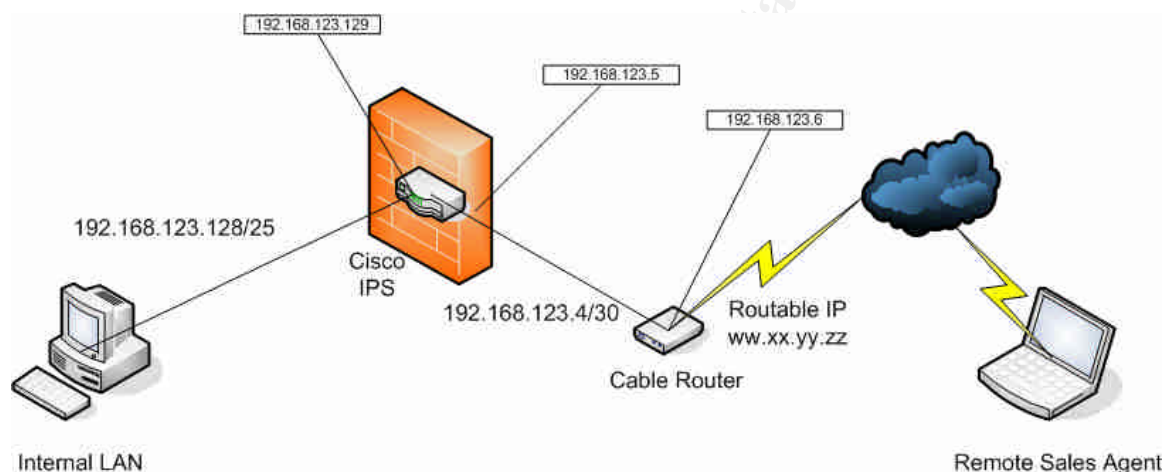 192.168.123.129
192.168.123.5
192.168.123.6
192.168.123.128/25
Cisco
IPS
192.168.123.4/30
Routable IP
ww.xx.yy.zz
Cable Router
Internal LAN
Remote Sales Agent